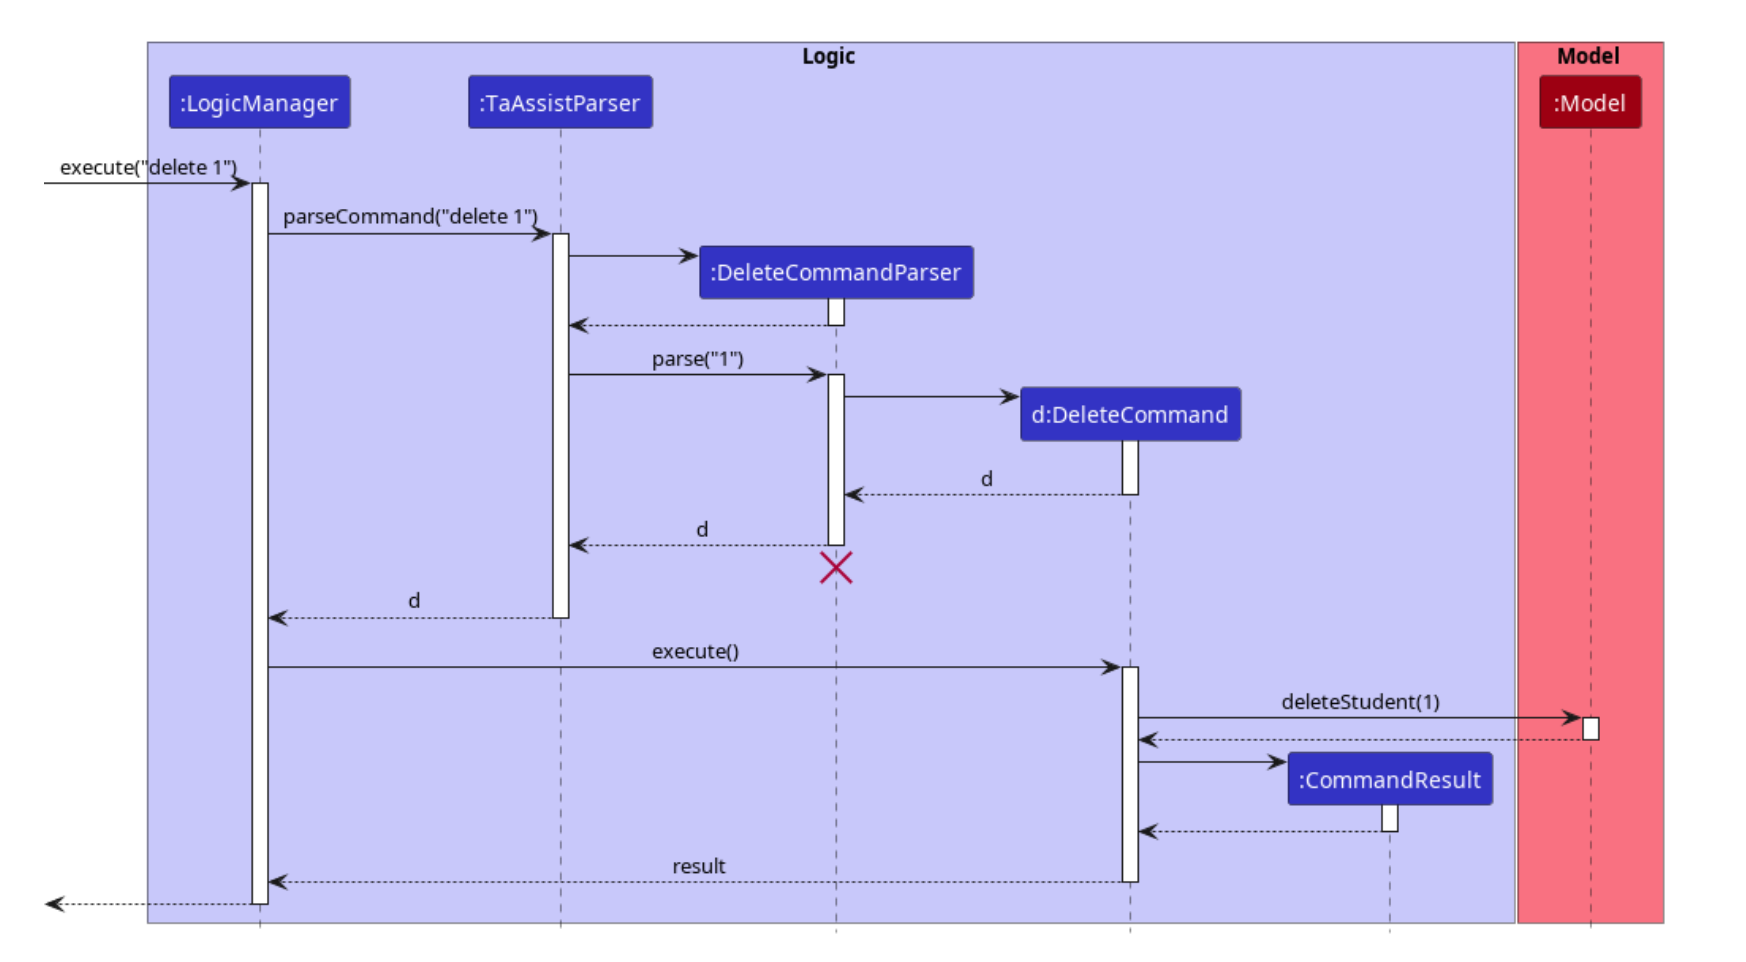 Logic
Model
:LogicManager
:TaAssistParser
:Model
execute("delete 1")
parseCommand("delete 1")
:DeleteCommandParser
parse("1")
d:DeleteCommand
d
d
d
execute()
deleteStudent(1)
:CommandResult
result